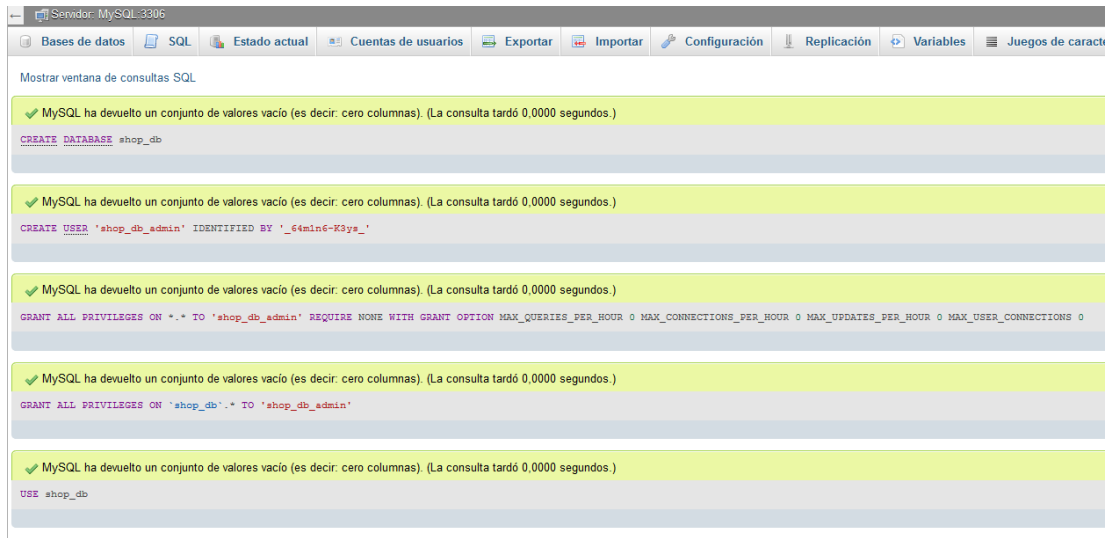 Servidor: MySQL:3306
Bases de datos SQL Estado actual Cuentas de usuarios Exportar Importar Configuración Replicación Variables Juegos de caracte
Mostrar ventana de consultas SQL
MySQL ha devuelto un conjunto de valores vacío (es decir: cero columnas). (La consulta tardó 0,0000 segundos.)
CREATE DATABASE shop_db
MySQL ha devuelto un conjunto de valores vacío (es decir: cero columnas). (La consulta tardó 0,0000 segundos.)
CREATE USER 'shop_db_admin' IDENTIFIED BY '_64m1n6-K3ys_'
MySQL ha devuelto un conjunto de valores vacío (es decir: cero columnas). (La consulta tardó 0,0000 segundos.)
GRANT ALL PRIVILEGES ON *.* TO 'shop_db_admin' REQUIRE NONE WITH GRANT OPTION MAX_QUERIES_PER_HOUR 0 MAX_CONNECTIONS_PER_HOUR 0 MAX_UPDATES_PER_HOUR 0 MAX_USER_CONNECTIONS 0
MySQL ha devuelto un conjunto de valores vacío (es decir: cero columnas). (La consulta tardó 0,0000 segundos.)
GRANT ALL PRIVILEGES ON `shop_db`.* TO 'shop_db_admin'
MySQL ha devuelto un conjunto de valores vacío (es decir: cero columnas). (La consulta tardó 0,0000 segundos.)
USE shop_db